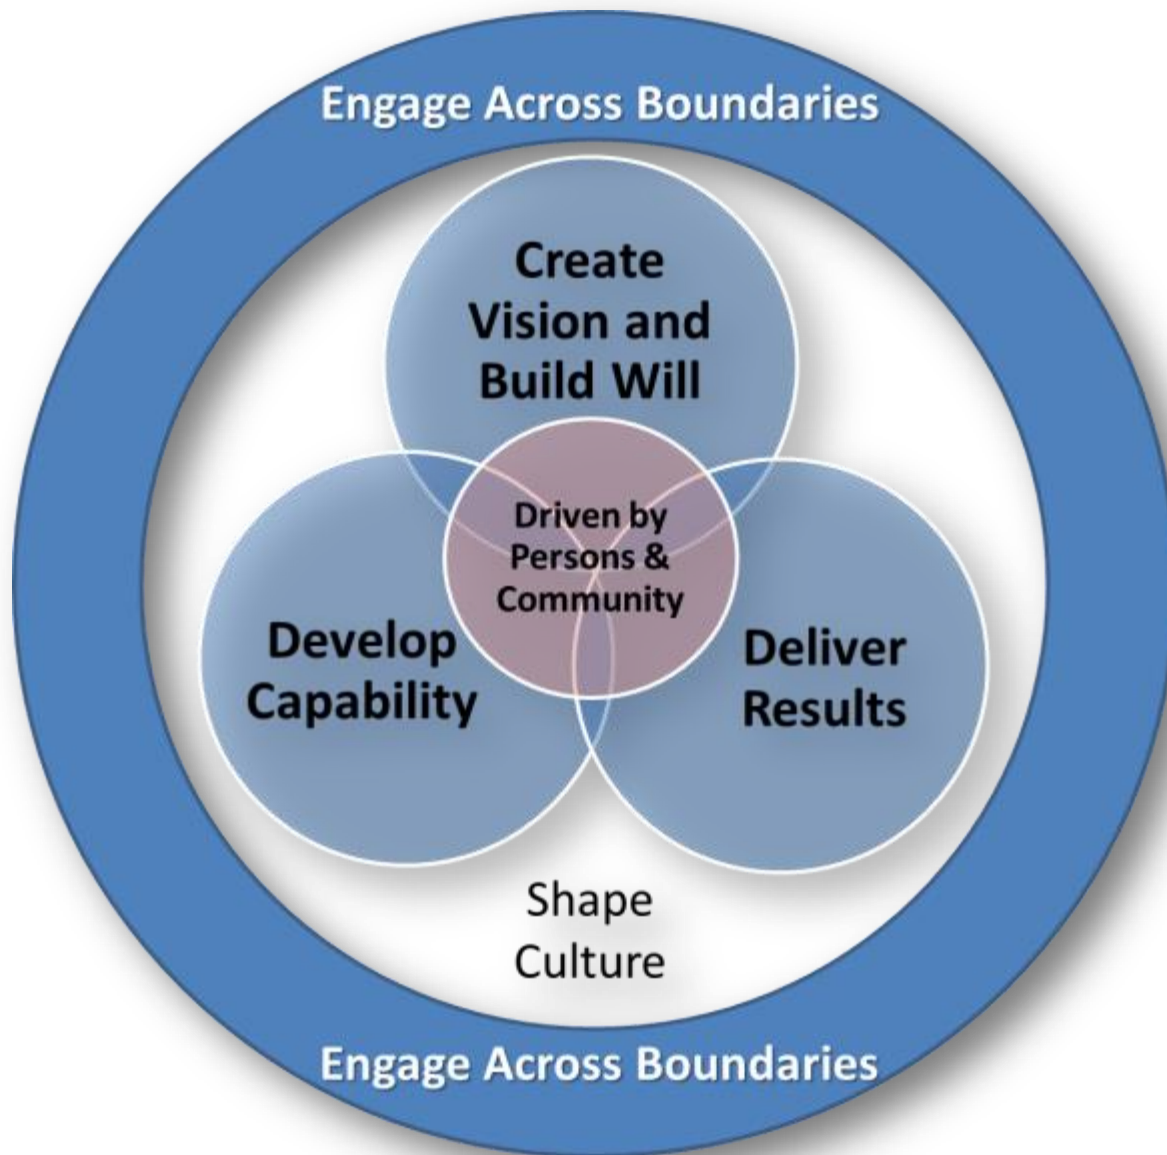 Engage Across Boundaries
Create
Vision and
Build Will
Driven by
Persons &
Community
Develop
Capability
Deliver
Results
Shape
Culture
Engage Across Boundaries